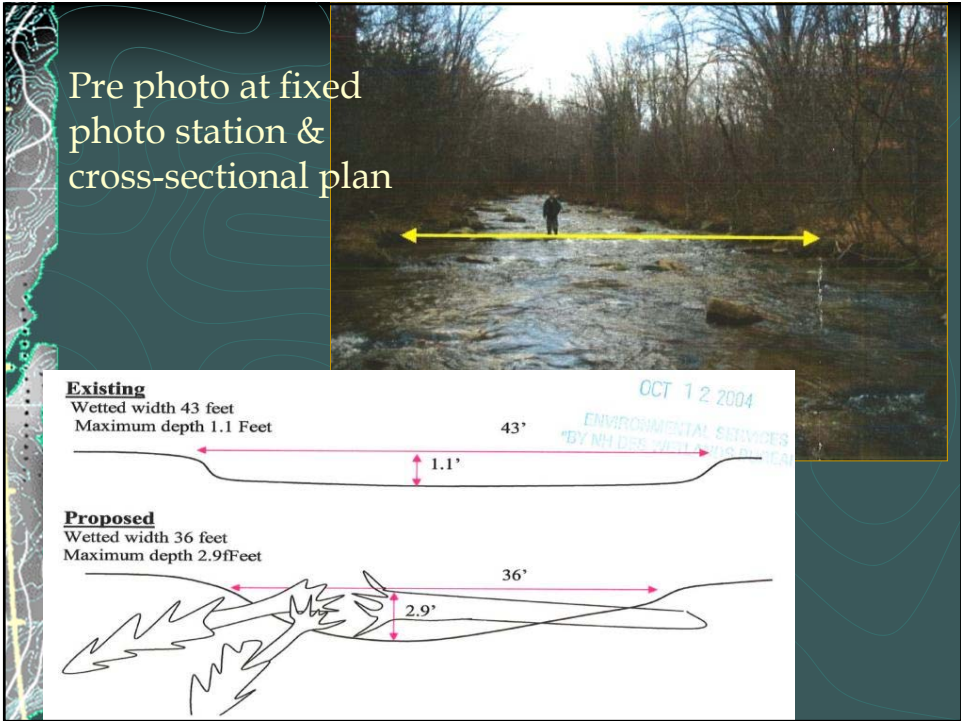 Pre photo at fixed
photo station &
cross-sectional plan
Existing
Wetted width 43 feet
Maximum depth 1.1 Feet
OCT 12 2004
ENVIRONMENTAL SERVICES
"BY NH DES WETLANDS BUREAU
43'
1.1'
Proposed
Wetted width 36 feet
Maximum depth 2.9fFeet
36'
2.9'